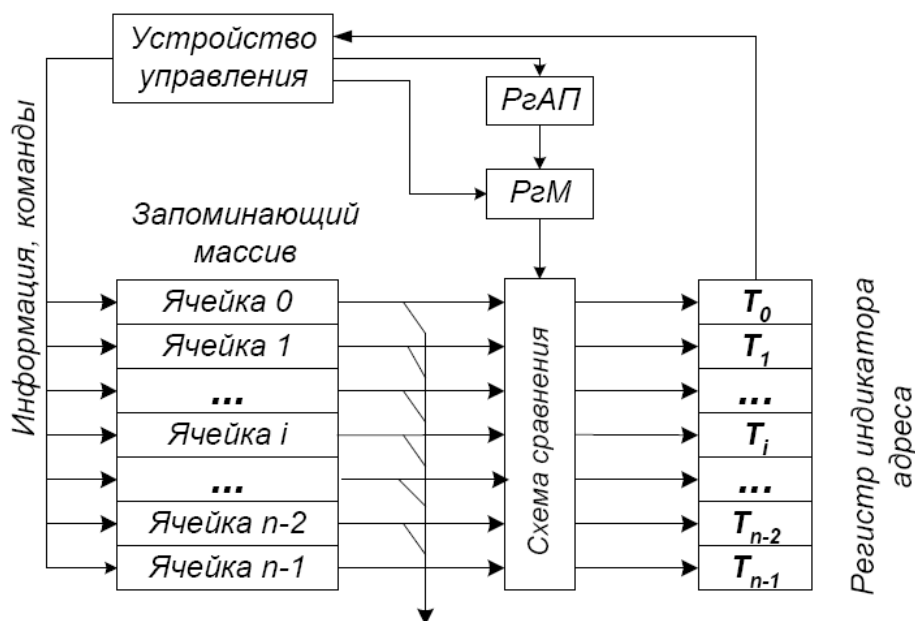 Устройство
управления
РгАП
РгМ
Информация, команды
Запоминающий
массив
Ячейка 0
Ячейка 1
...
Ячейка i
...
Ячейка n-2
Ячейка n-1
Схема сравнения
T0
T1
...
Ti
...
Tn-2
Tn-1
Регистр индикатора
адреса